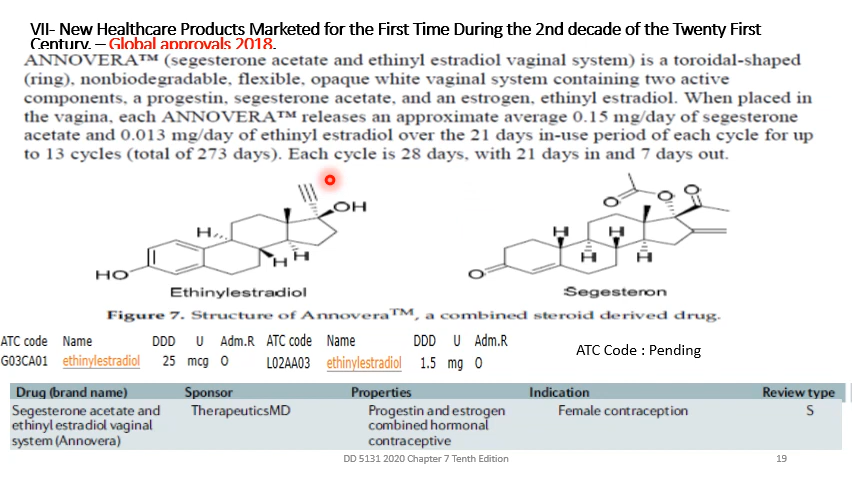 VII- New Healthcare Products Marketed for the First Time During the 2nd decade of the Twenty First
Century. – Global approvals 2018.
ANNOVERA™ (segesterone acetate and ethinyl estradiol vaginal system) is a toroidal-shaped
(ring), nonbiodegradable, flexible, opaque white vaginal system containing two active
components, a progestin, segesterone acetate, and an estrogen, ethinyl estradiol. When placed in
the vagina, each ANNOVERA™ releases an approximate average 0.15 mg/day of segesterone
acetate and 0.013 mg/day of ethinyl estradiol over the 21 days in-use period of each cycle for up
to 13 cycles (total of 273 days). Each cycle is 28 days, with 21 days in and 7 days out.
OH
H
H
H
HO
Ethinylestradiol
O
O
O
H
H
H
H
O
Segesteron
Figure 7. Structure of Annovera™, a combined steroid derived drug.
ATC code Name DDD U Adm.R ATC code Name DDD U Adm.R
G03CA01 ethinylestradiol 25 mcg O L02AA03 ethinylestradiol 1.5 mg O
ATC Code : Pending
Drug (brand name) Sponsor Properties Indication Review type
Segesterone acetate and TherapeuticsMD Progestin and estrogen Female contraception S
ethinyl estradiol vaginal combined hormonal
system (Annovera) contraceptive
DD 5131 2020 Chapter 7 Tenth Edition 19